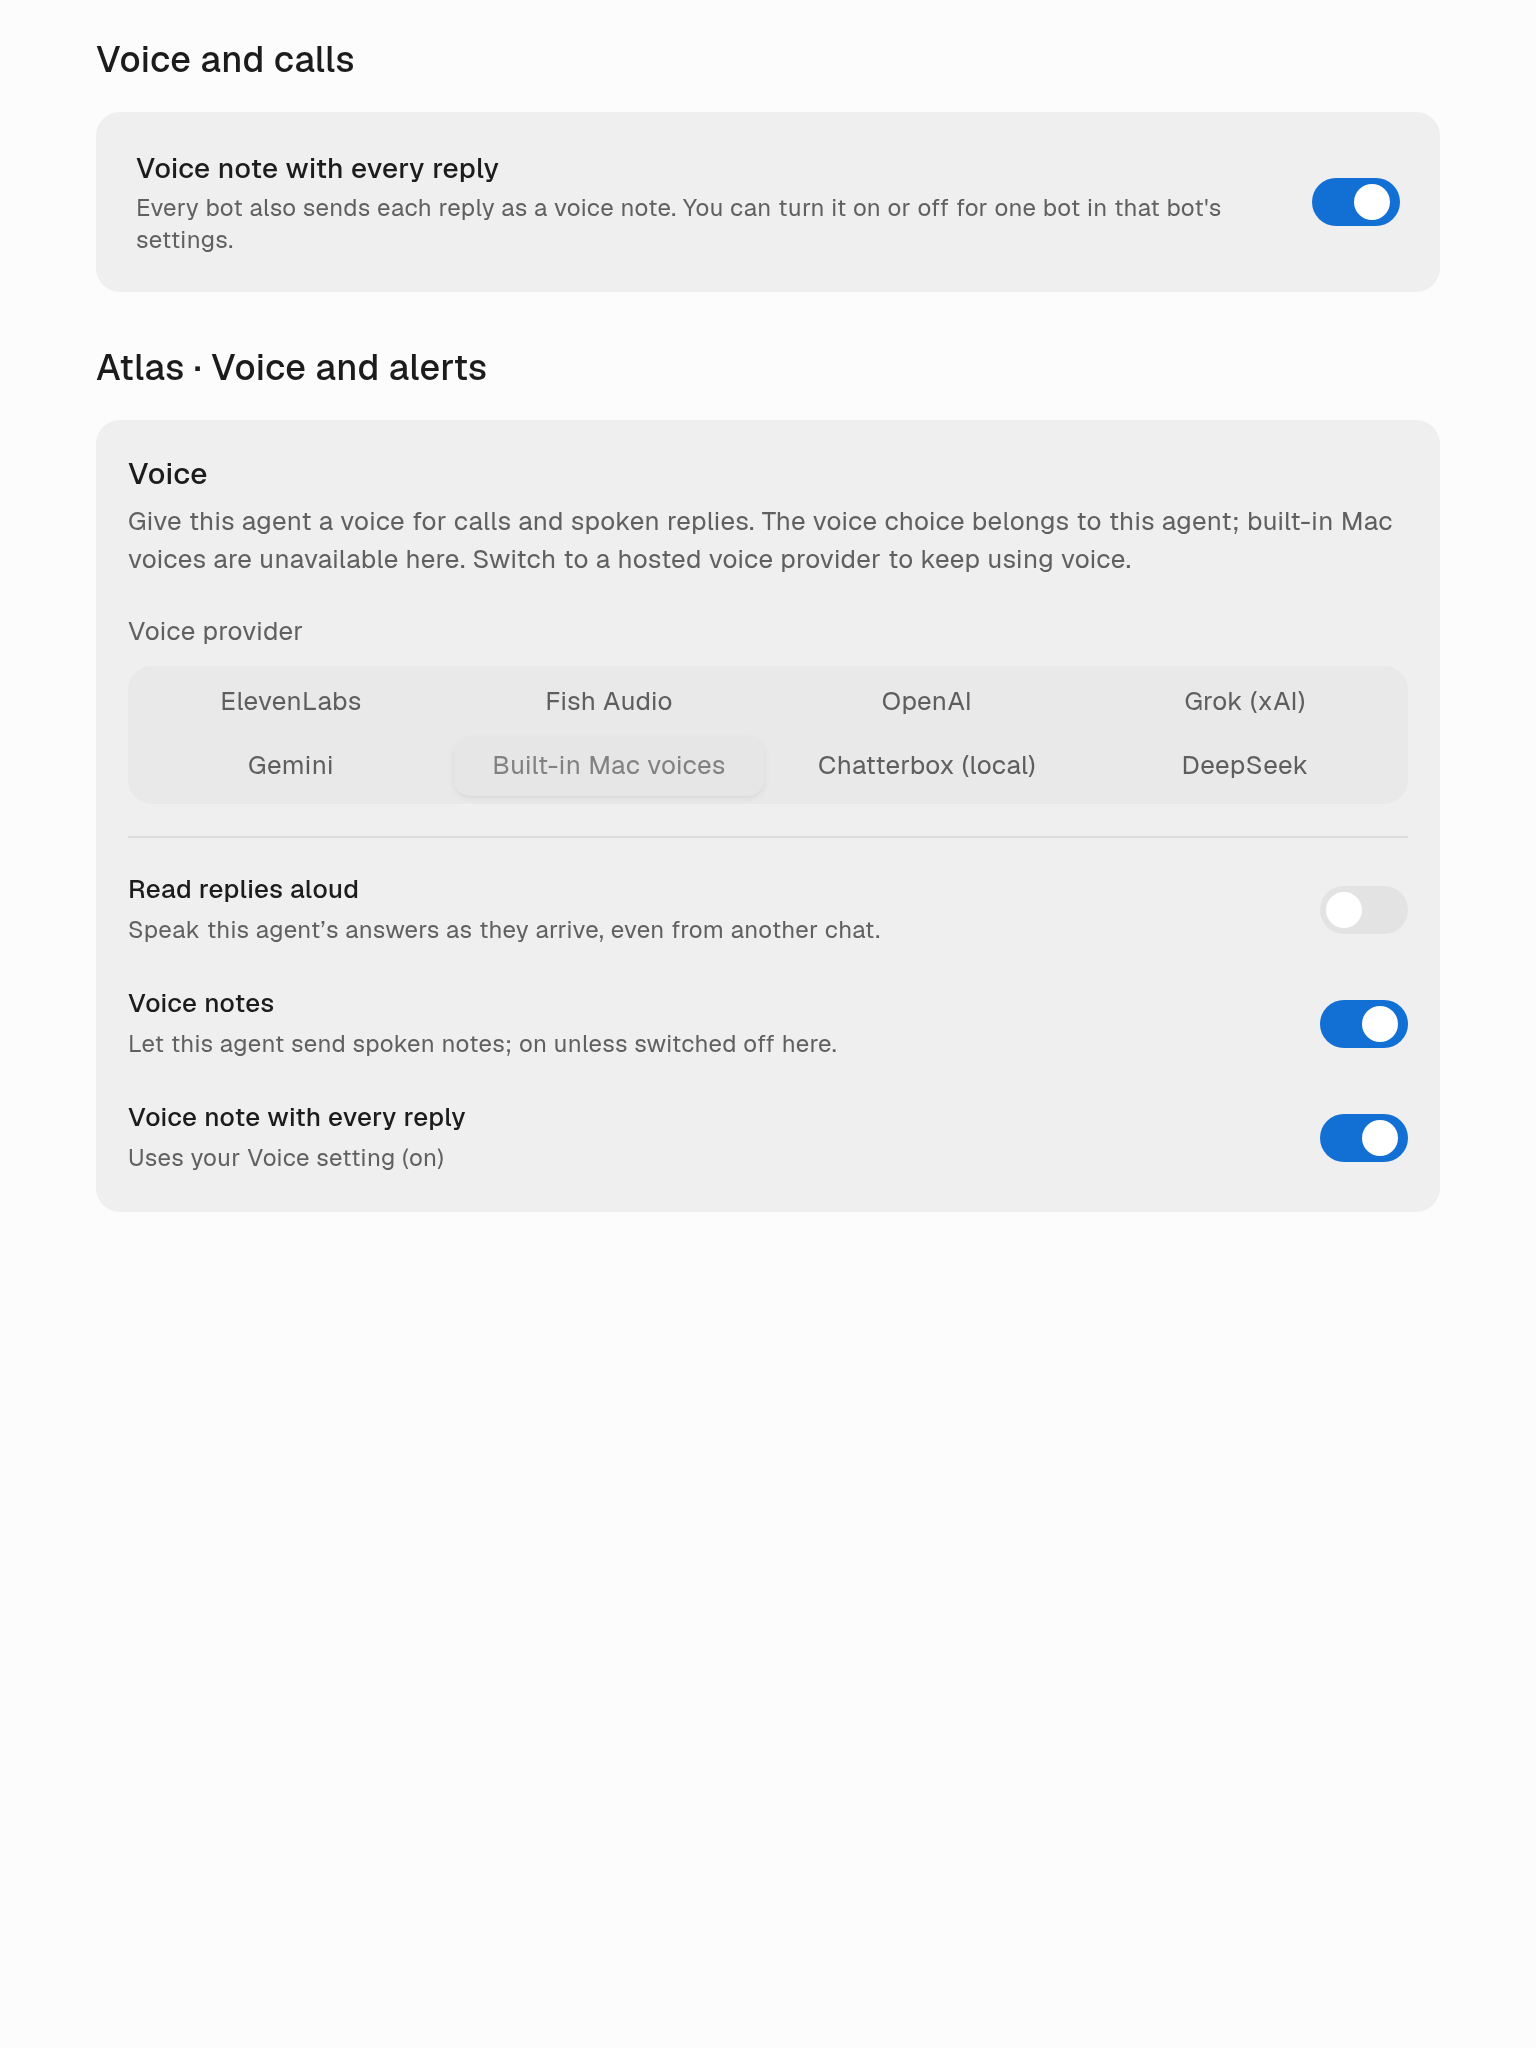 Voice and calls
Voice note with every reply
Every bot also sends each reply as a voice note. You can turn it on or off for one bot in that bot's
settings.
Atlas · Voice and alerts
Voice
Give this agent a voice for calls and spoken replies. The voice choice belongs to this agent; built-in Mac
voices are unavailable here. Switch to a hosted voice provider to keep using voice.
Voice provider
ElevenLabs Fish Audio OpenAI Grok (xAI)
Gemini Built-in Mac voices Chatterbox (local) DeepSeek
Read replies aloud
Speak this agent’s answers as they arrive, even from another chat.
Voice notes
Let this agent send spoken notes; on unless switched off here.
Voice note with every reply
Uses your Voice setting (on)